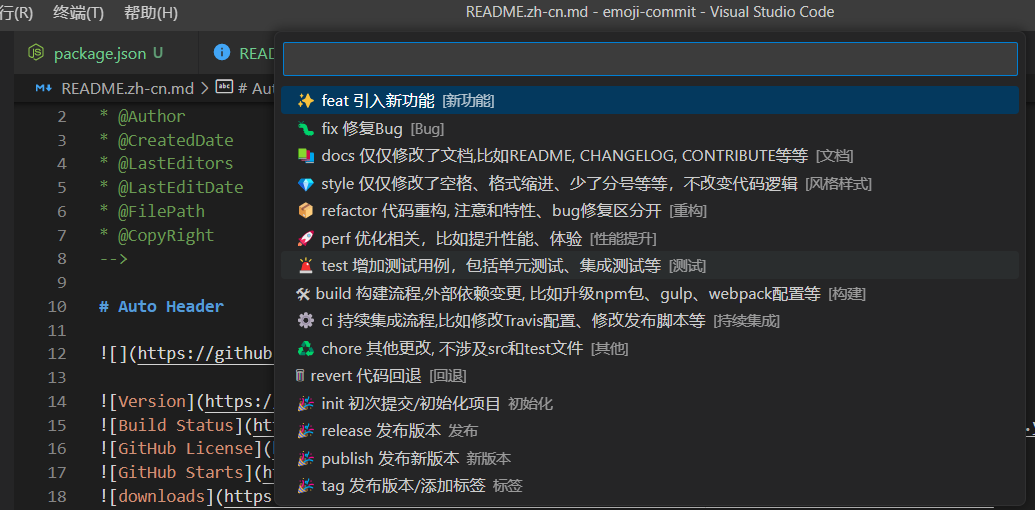 行(R) 终端(T) 帮助(H) README.zh-cn.md - emoji-commit - Visual Studio Code
package.json U READ
README.zh-cn.md > # Aut
2 * @Author
3 * @CreatedDate
4 * @LastEditors
5 * @LastEditDate
6 * @FilePath
7 * @CopyRight
8 -->
9
10 # Auto Header
11
12 ![](https://github
13
14 ![Version](https:/
15 ![Build Status](htt
16 ![GitHub License](
17 ![GitHub Starts](ht
18 ![downloads](https
✨ feat 引入新功能 [新功能]
🐛 fix 修复Bug [Bug]
📚 docs 仅仅修改了文档,比如README, CHANGELOG, CONTRIBUTE等等 [文档]
💎 style 仅仅修改了空格、格式缩进、少了分号等等，不改变代码逻辑 [风格样式]
📦 refactor 代码重构, 注意和特性、bug修复区分开 [重构]
🚀 perf 优化相关，比如提升性能、体验 [性能提升]
🚨 test 增加测试用例，包括单元测试、集成测试等 [测试]
🛠 build 构建流程,外部依赖变更, 比如升级npm包、gulp、webpack配置等 [构建]
⚙ ci 持续集成流程,比如修改Travis配置、修改发布脚本等 [持续集成]
♻ chore 其他更改, 不涉及src和test文件 [其他]
🗑 revert 代码回退 [回退]
🎉 init 初次提交/初始化项目 初始化
🎉 release 发布版本 发布
🎉 publish 发布新版本 新版本
🎉 tag 发布版本/添加标签 标签